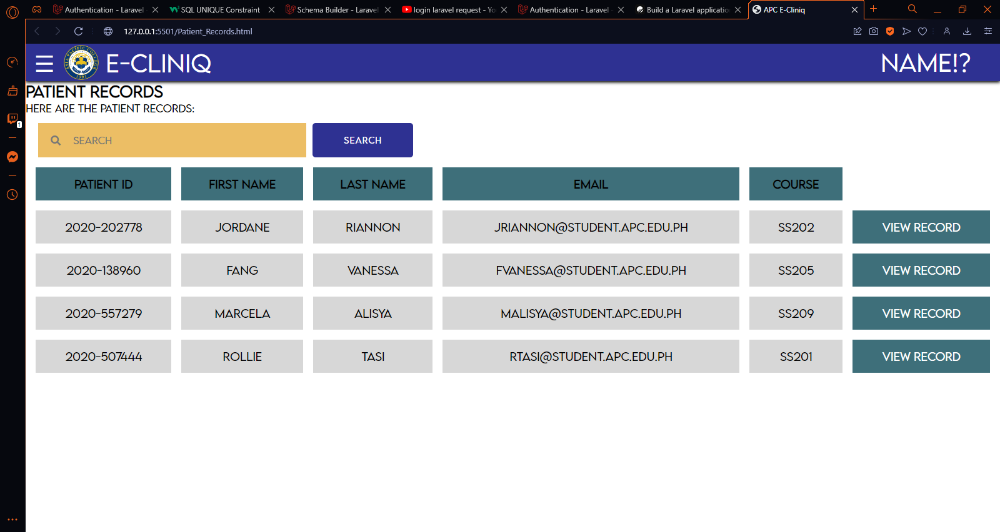 Authentication - Laravel
SQL UNIQUE Constraint
Schema Builder - Laravel
login laravel request - Yo
Authentication - Laravel -
Build a Laravel applicatio
APC E-Cliniq
127.0.0.1:5501/Patient_Records.html
1
ASIA PACIFIC COLLEGE
1991
E-CLINIQ
NAME!?
PATIENT RECORDS
HERE ARE THE PATIENT RECORDS:
SEARCH
SEARCH
PATIENT ID FIRST NAME LAST NAME EMAIL COURSE
2020-202778 JORDANE RIANNON JRIANNON@STUDENT.APC.EDU.PH SS202 VIEW RECORD
2020-138960 FANG VANESSA FVANESSA@STUDENT.APC.EDU.PH SS205 VIEW RECORD
2020-557279 MARCELA ALISYA MALISYA@STUDENT.APC.EDU.PH SS209 VIEW RECORD
2020-507444 ROLLIE TASI RTASI@STUDENT.APC.EDU.PH SS201 VIEW RECORD